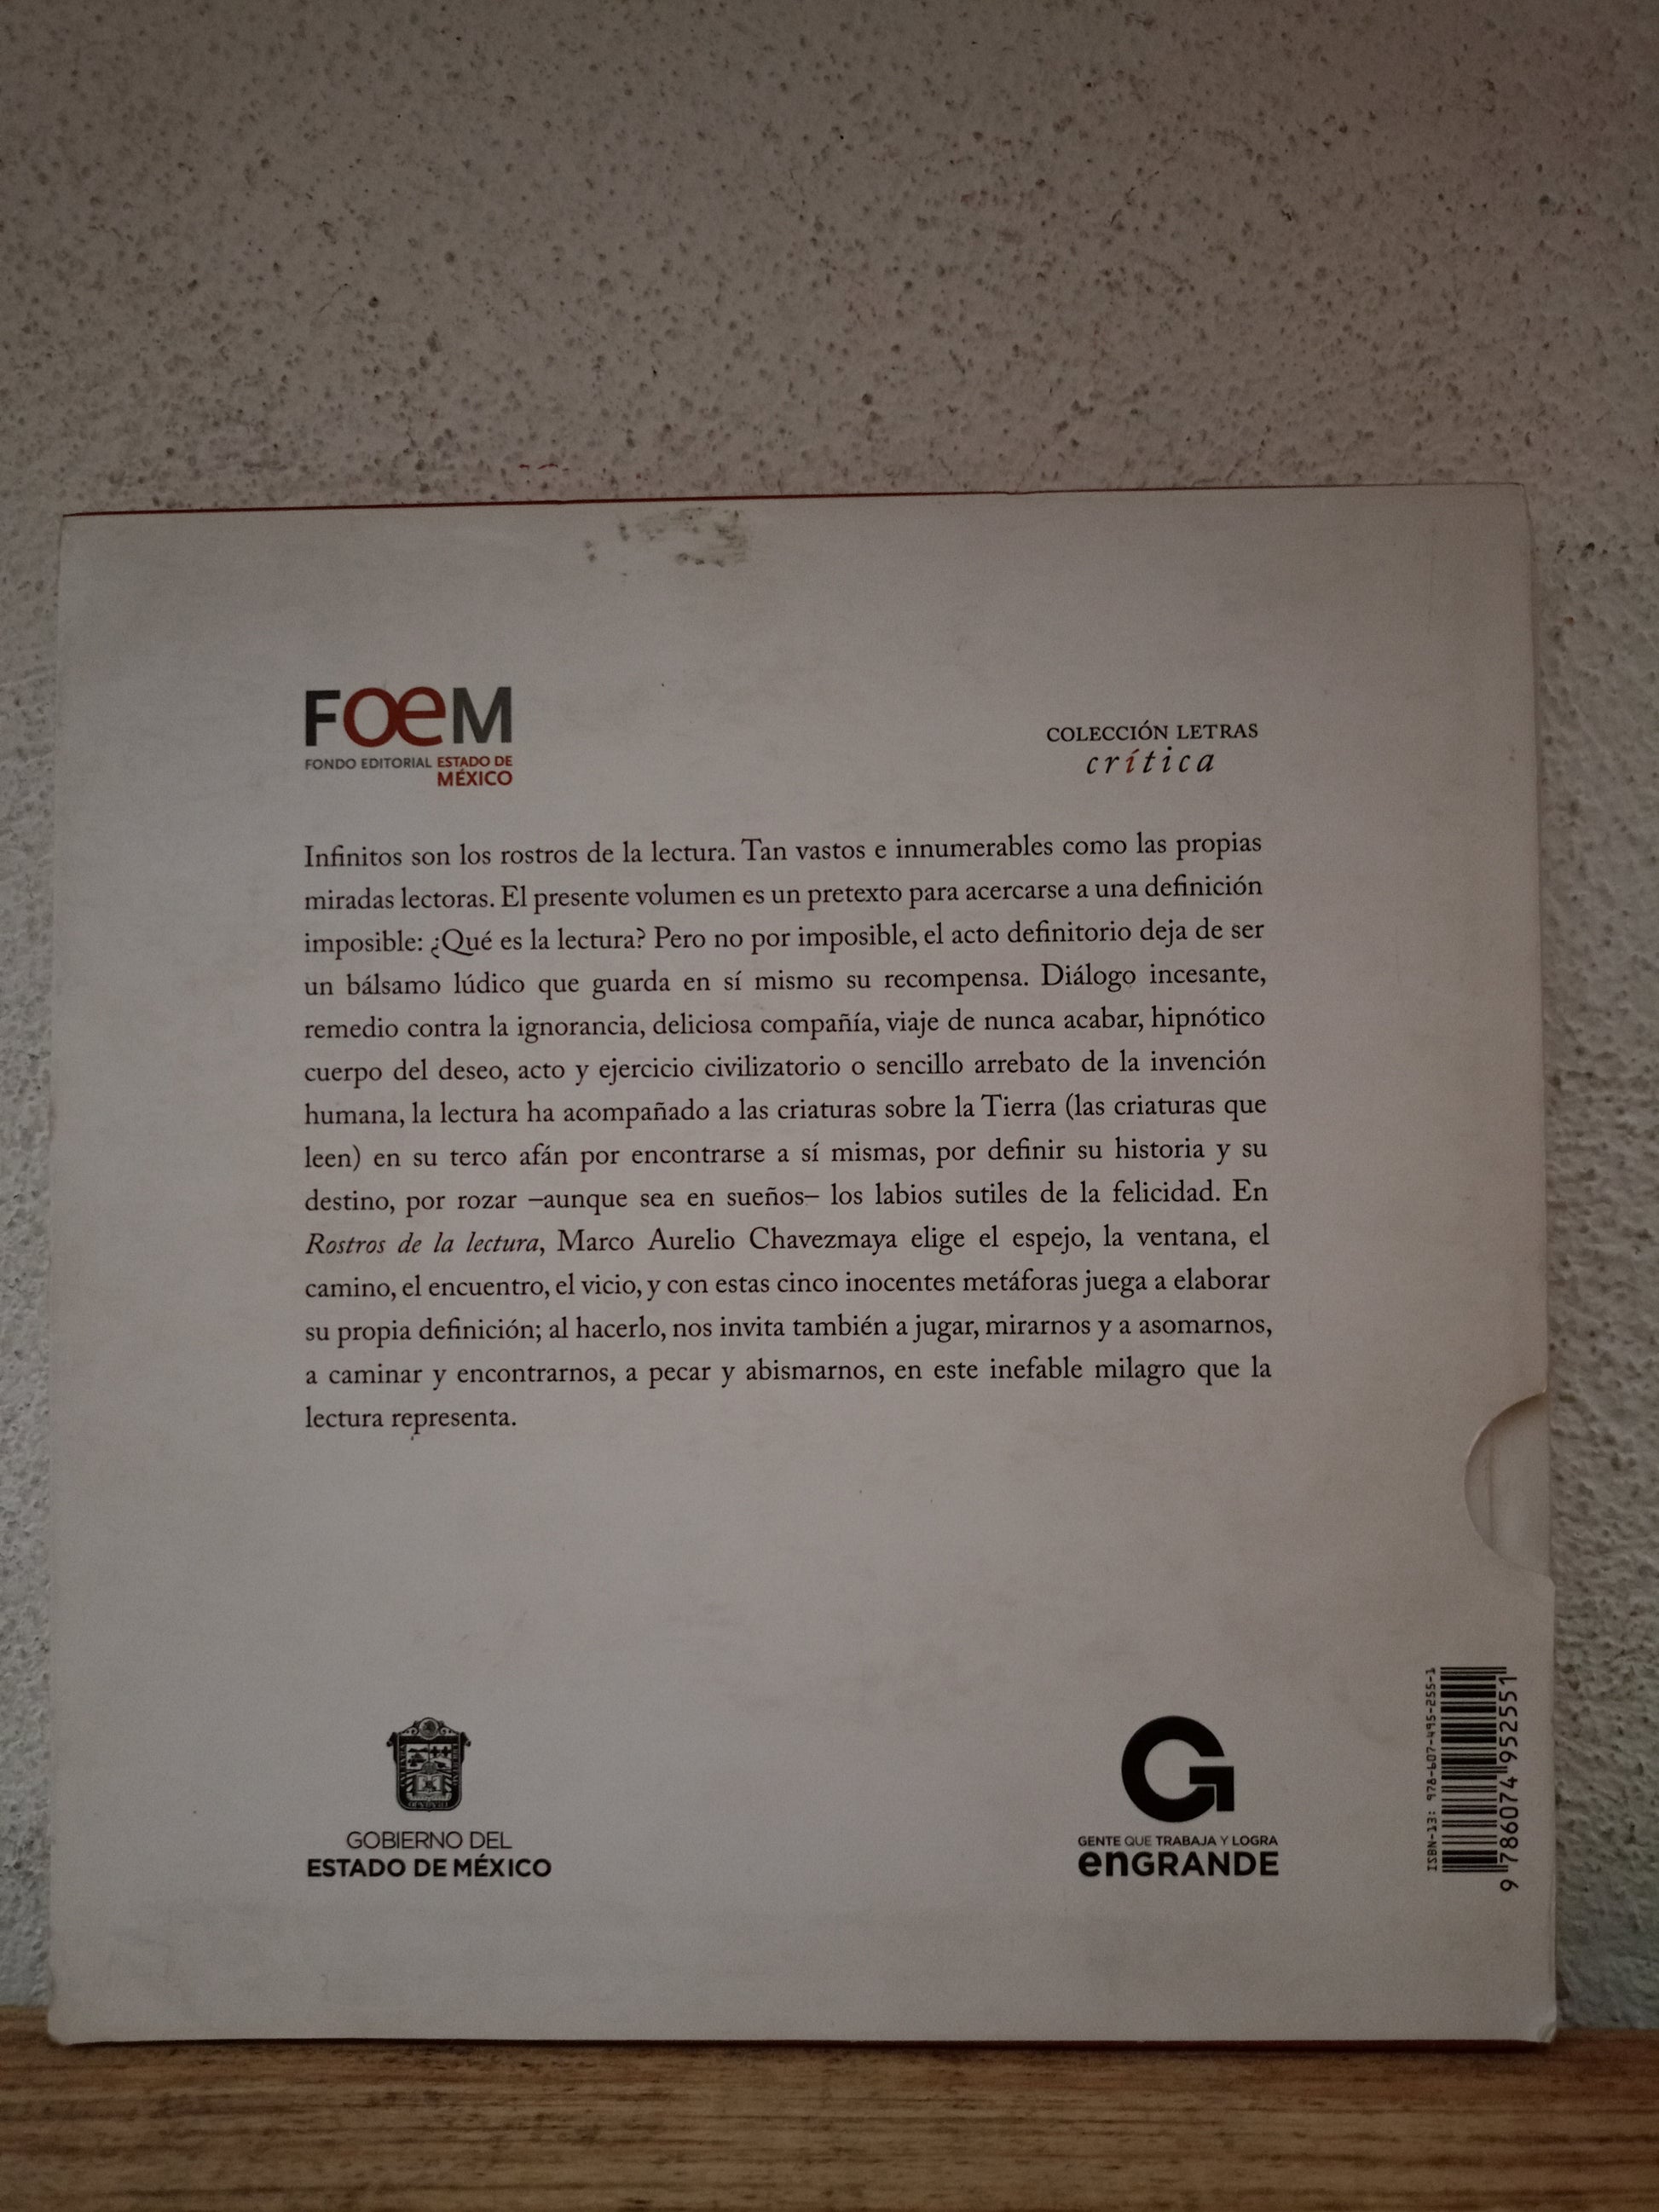 FOEM
FONDO EDITORIAL ESTADO DE
MÉXICO
COLECCIÓN LETRAS
crítica
Infinitos son los rostros de la lectura. Tan vastos e innumerables como las propias
miradas lectoras. El presente volumen es un pretexto para acercarse a una definición
imposible: ¿Qué es la lectura? Pero no por imposible, el acto definitorio deja de ser
un bálsamo lúdico que guarda en sí mismo su recompensa. Diálogo incesante,
remedio contra la ignorancia, deliciosa compañía, viaje de nunca acabar, hipnótico
cuerpo del deseo, acto y ejercicio civilizatorio o sencillo arrebato de la invención
humana, la lectura ha acompañado a las criaturas sobre la Tierra (las criaturas que
leen) en su terco afán por encontrarse a sí mismas, por definir su historia y su
destino, por rozar –aunque sea en sueños– los labios sutiles de la felicidad. En
Rostros de la lectura, Marco Aurelio Chavezmaya elige el espejo, la ventana, el
camino, el encuentro, el vicio, y con estas cinco inocentes metáforas juega a elaborar
su propia definición; al hacerlo, nos invita también a jugar, mirarnos y a asomarnos,
a caminar y encontrarnos, a pecar y abismarnos, en este inefable milagro que la
lectura representa.
GOBIERNO DEL
ESTADO DE MÉXICO
G
GENTE QUE TRABAJA Y LOGRA
enGRANDE
ISBN-13: 978-607-495-255-1
9 786074 952551